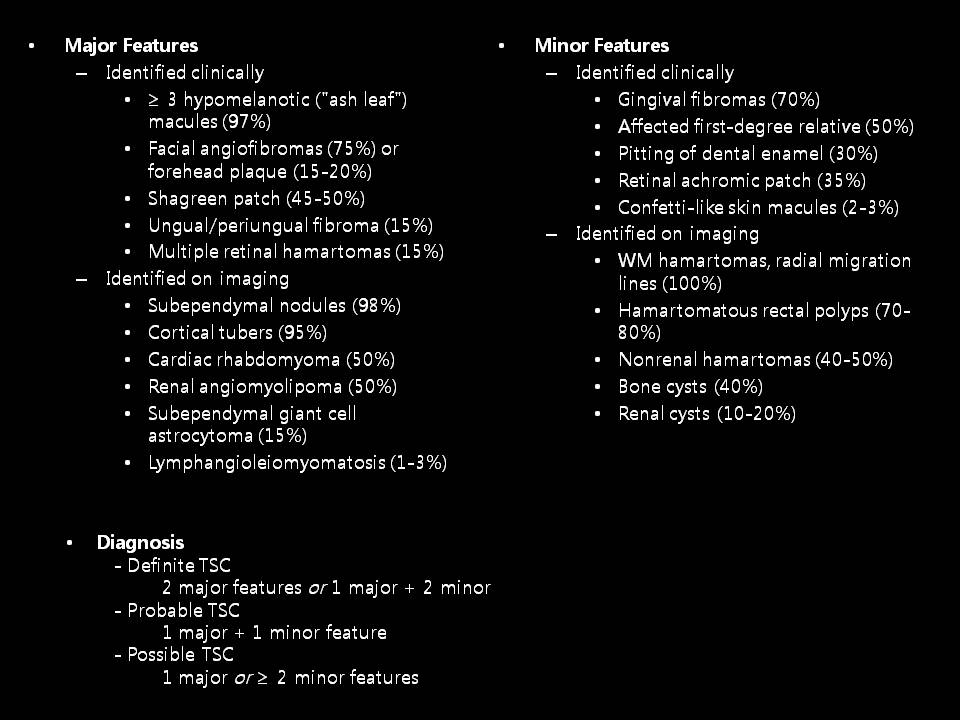 • Major Features
– Identified clinically
• ≥ 3 hypomelanotic ("ash leaf")
macules (97%)
• Facial angiofibromas (75%) or
forehead plaque (15-20%)
• Shagreen patch (45-50%)
• Ungual/periungual fibroma (15%)
• Multiple retinal hamartomas (15%)
– Identified on imaging
• Subependymal nodules (98%)
• Cortical tubers (95%)
• Cardiac rhabdomyoma (50%)
• Renal angiomyolipoma (50%)
• Subependymal giant cell
astrocytoma (15%)
• Lymphangioleiomyomatosis (1-3%)
• Minor Features
– Identified clinically
• Gingival fibromas (70%)
• Affected first-degree relative (50%)
• Pitting of dental enamel (30%)
• Retinal achromic patch (35%)
• Confetti-like skin macules (2-3%)
– Identified on imaging
• WM hamartomas, radial migration
lines (100%)
• Hamartomatous rectal polyps (70-
80%)
• Nonrenal hamartomas (40-50%)
• Bone cysts (40%)
• Renal cysts (10-20%)
• Diagnosis
- Definite TSC
2 major features or 1 major + 2 minor
- Probable TSC
1 major + 1 minor feature
- Possible TSC
1 major or ≥ 2 minor features